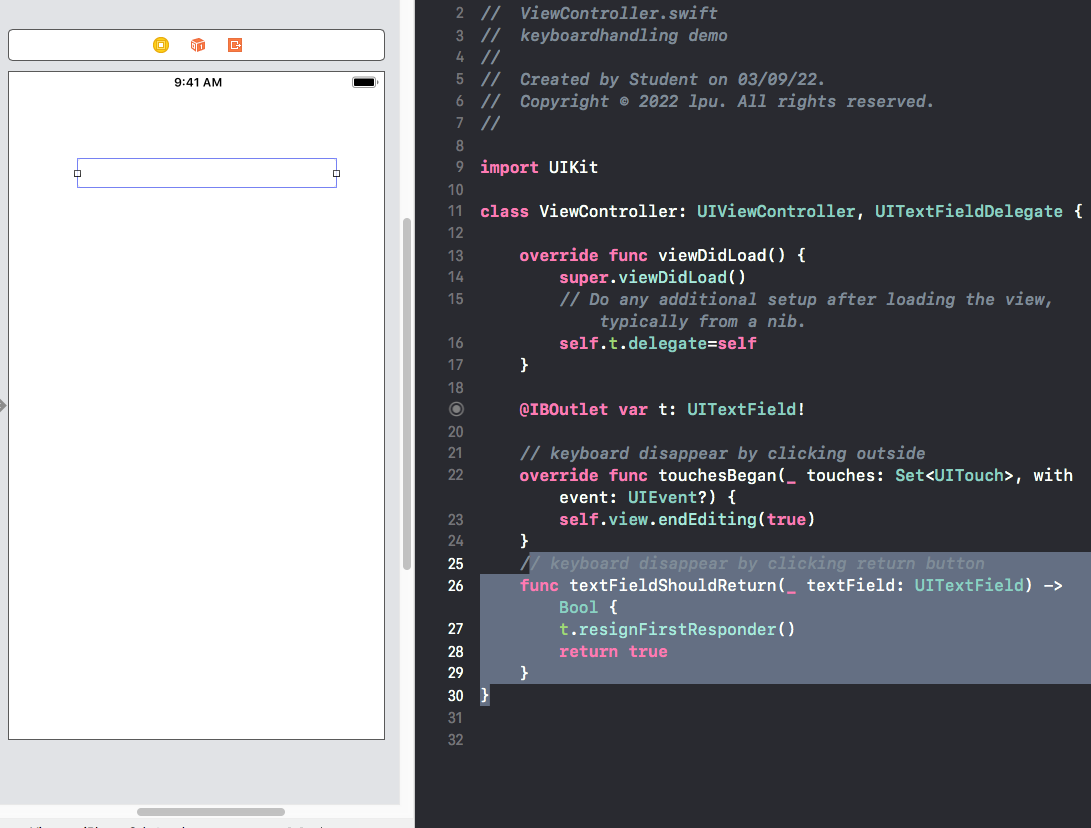 9:41 AM
2 // ViewController.swift
3 // keyboardhandling demo
4 //
5 // Created by Student on 03/09/22.
6 // Copyright © 2022 lpu. All rights reserved.
7 //
8
9 import UIKit
10
11 class ViewController: UIViewController, UITextFieldDelegate {
12
13 override func viewDidLoad() {
14 super.viewDidLoad()
15 // Do any additional setup after loading the view,
typically from a nib.
16 self.t.delegate=self
17 }
18
@IBOutlet var t: UITextField!
20
21 // keyboard disappear by clicking outside
22 override func touchesBegan(_ touches: Set<UITouch>, with
event: UIEvent?) {
23 self.view.endEditing(true)
24 }
25 // keyboard disappear by clicking return button
26 func textFieldShouldReturn(_ textField: UITextField) ->
Bool {
27 t.resignFirstResponder()
28 return true
29 }
30 }
31
32